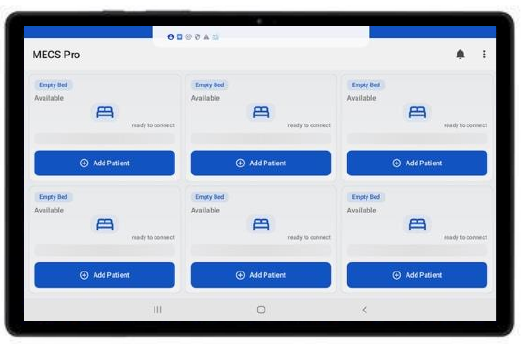 MECS Pro
Empty Bed Empty Bed Empty Bed
Available Available Available
ready to connect ready to connect ready to connect
Add Patient Add Patient Add Patient
Empty Bed Empty Bed Empty Bed
Available Available Available
ready to connect ready to connect ready to connect
Add Patient Add Patient Add Patient